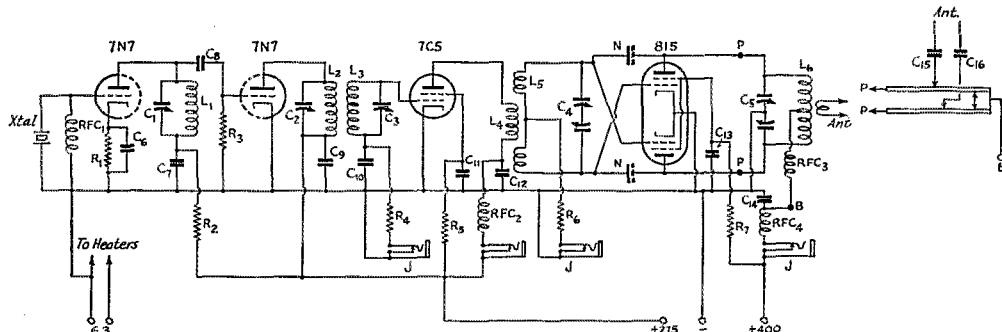 7N7
7N7
7C5
815
Ant.
Xtal
RFC1
R1
C6
C1
L1
C7
C8
R3
R2
L2
C2
C9
L3
C3
C10
R4
J
L4
L5
C11
C12
R5
RFC2
R6
J
C4
N
N
C13
P
P
C5
L6
Ant
RFC3
C14
B
RFC4
R7
J
C15
C16
P
P
B
To Heaters
6.3
+275
-
+400